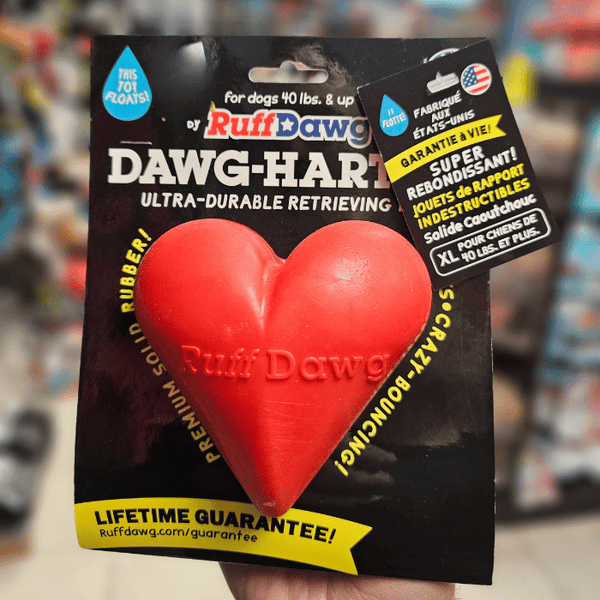 THIS
TOY
FLOATS!
for dogs 40 lbs. & up
by RuffDawg
DAWG-HART
ULTRA-DURABLE RETRIEVING
PREMIUM SOLID RUBBER!
S•CRAZY-BOUNCING!
Ruff Dawg
LIFETIME GUARANTEE!
Ruffdawg.com/guarantee
IL
FLOTTE!
FABRIQUÉ
AUX
ÉTATS-UNIS
GARANTIE à VIE!
SUPER
REBONDISSANT!
JOUETS de RAPPORT
INDESTRUCTIBLES
Solide Caoutchouc
XL POUR CHIENS DE
40 LBS. ET PLUS.